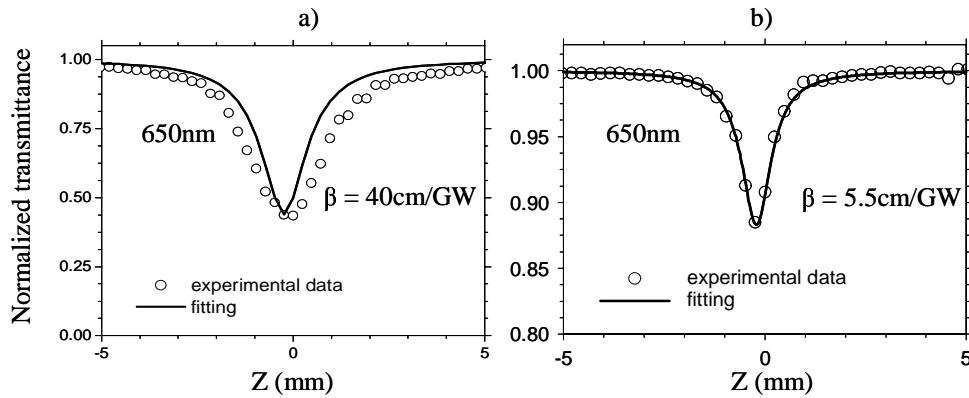 a)
b)
Normalized transmittance
1.00
0.75
0.50
0.25
0.00
650nm
β = 40cm/GW
experimental data
fitting
-5
0
5
Z (mm)
1.00
0.95
0.90
0.85
0.80
650nm
β = 5.5cm/GW
experimental data
fitting
-5
0
5
Z (mm)